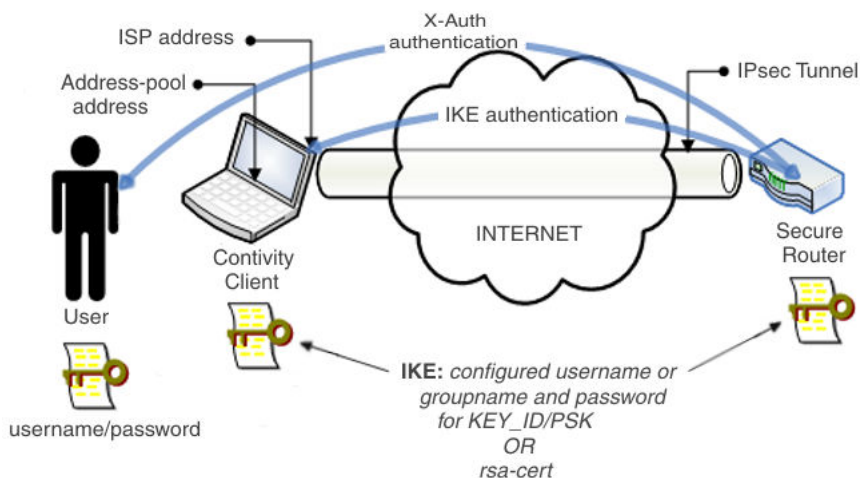 X-Auth
authentication
ISP address
Address-pool
address
IPsec Tunnel
IKE authentication
INTERNET
Contivity
Client
Secure
Router
User
username/password
IKE: configured username or
groupname and password
for KEY_ID/PSK
OR
rsa-cert